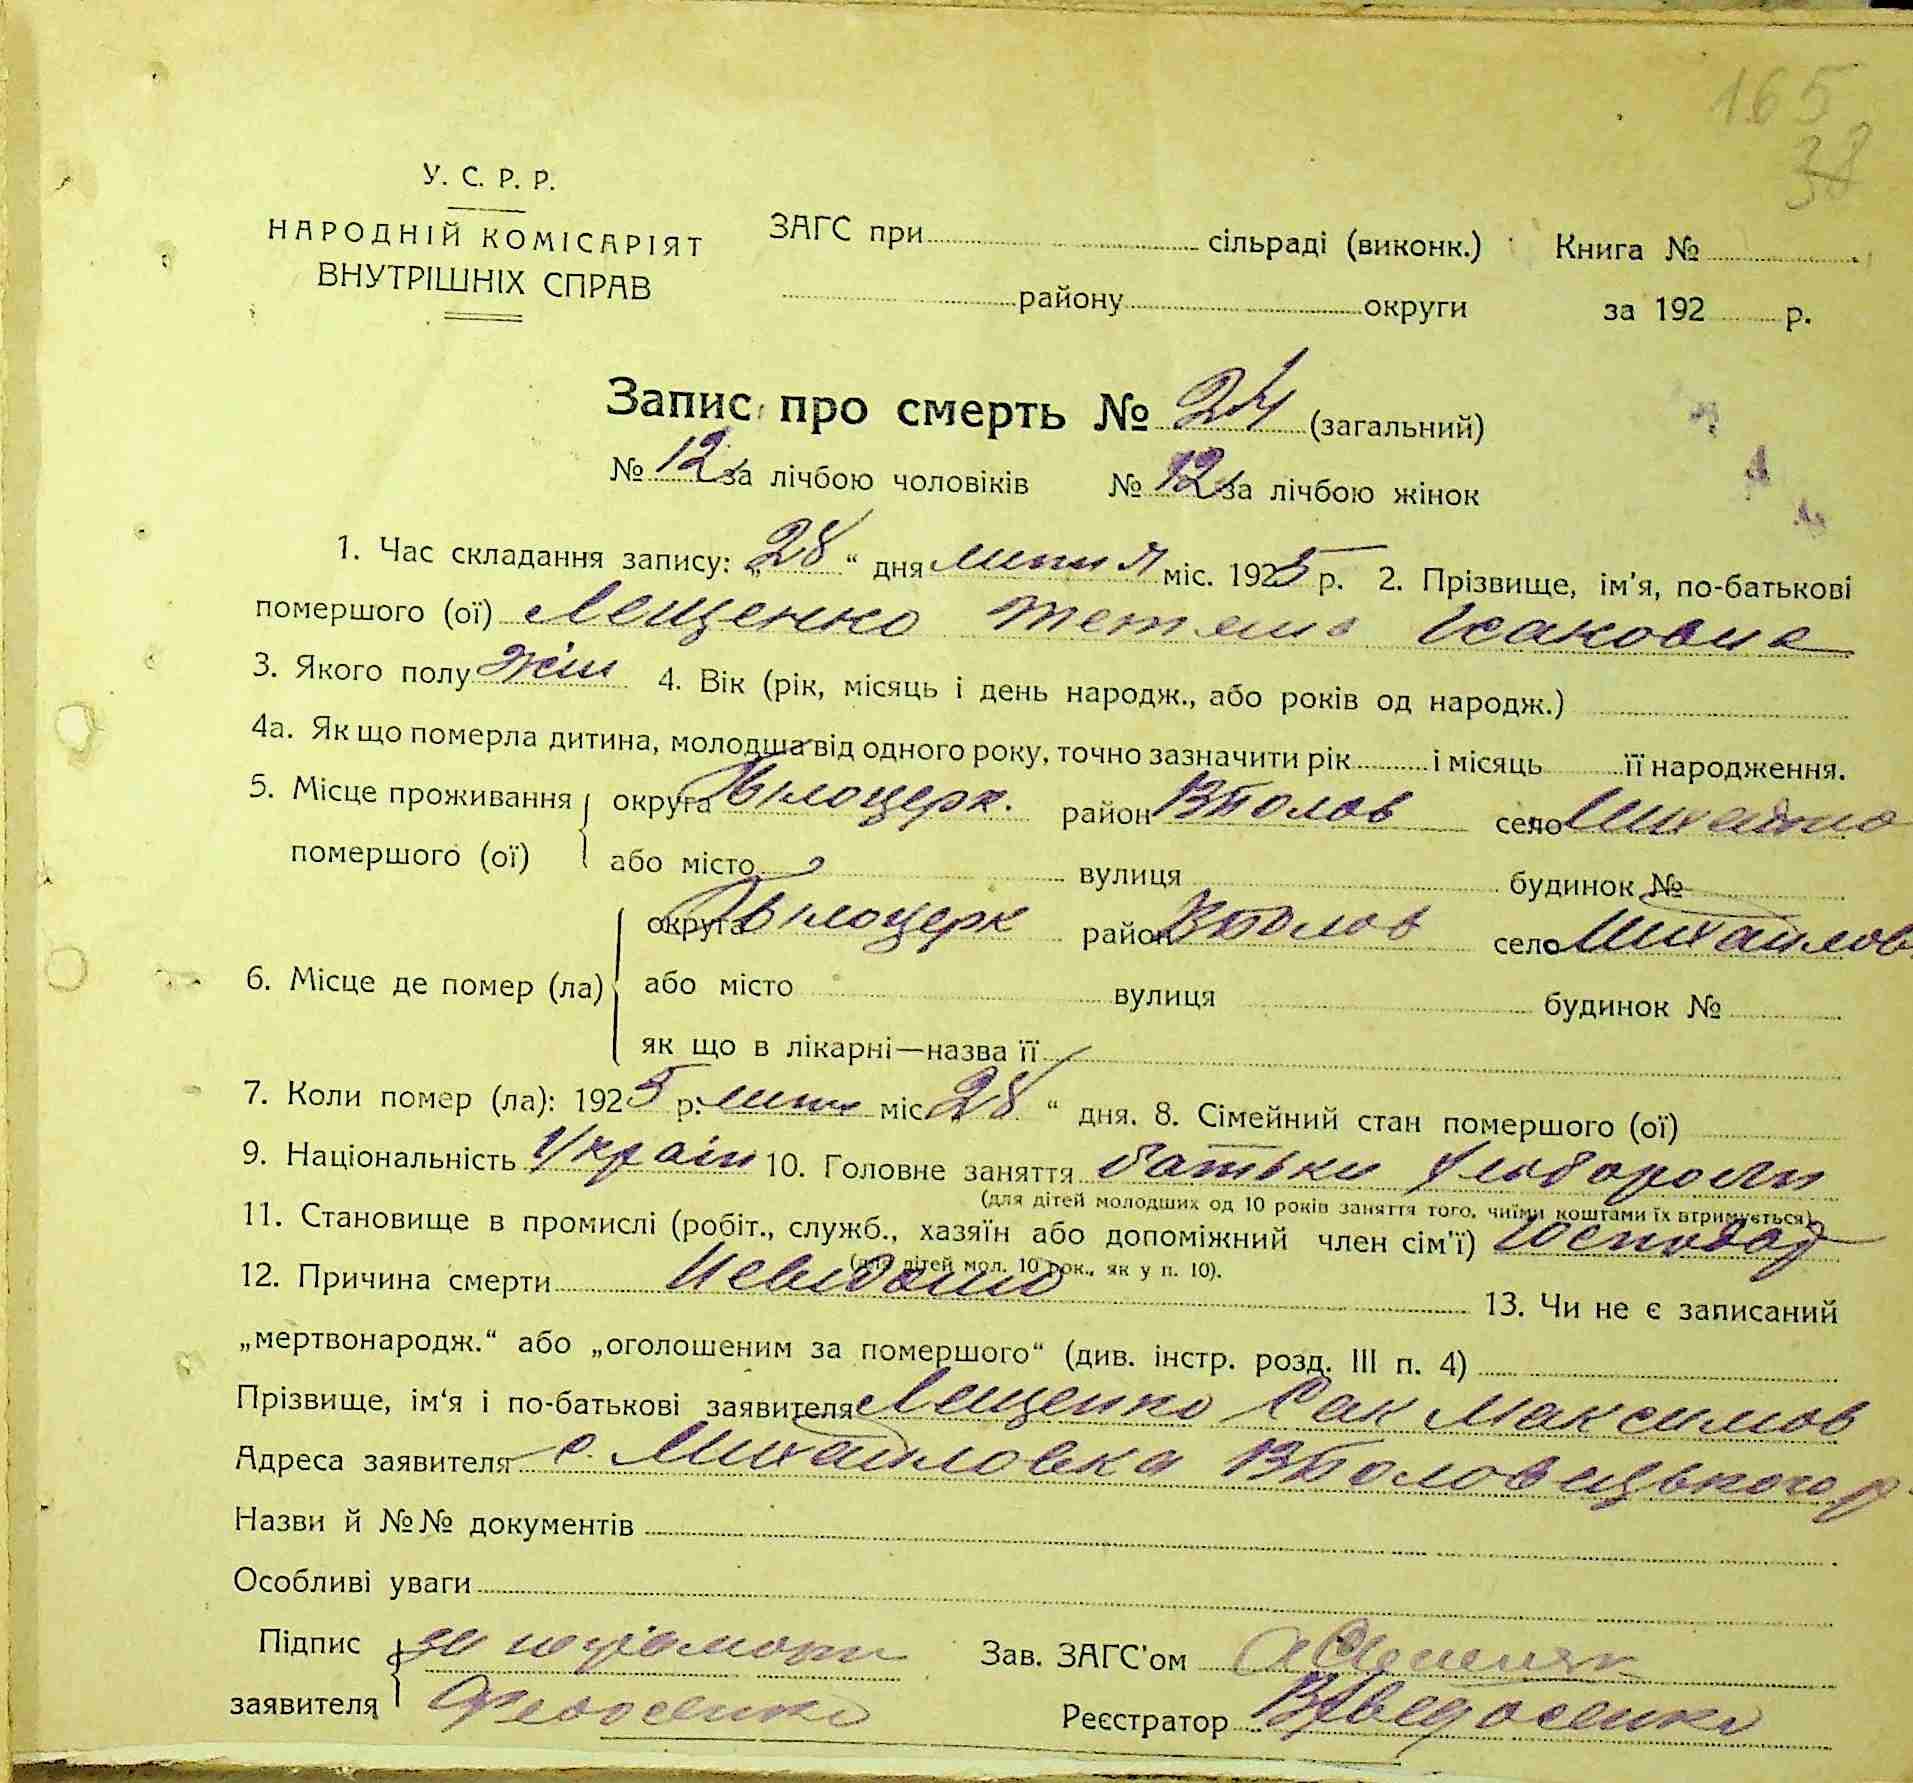 165
38
У. С. Р. Р.
НАРОДНІЙ КОМІСАРІЯТ
ВНУТРІШНІХ СПРАВ
ЗАГС при сільраді (виконк.) Книга №
району округи за 192 р.
Запис про смерть № 24 (загальний)
№ 12 за лічбою чоловіків № 12 за лічбою жінок
1. Час складання запису: „28“ дня липня міс. 1925 р. 2. Прізвище, ім'я, по-батькові
помершого (ої) Лещенко Тетяна Ісаковна
3. Якого полу жін 4. Вік (рік, місяць і день народж., або років од народж.)
4а. Як що померла дитина, молодша від одного року, точно зазначити рік і місяць її народження.
5. Місце проживання округа Білоцерк. район село Михайло
помершого (ої) або місто вулиця будинок №
округа Білоцерк район село Михайлов
6. Місце де помер (ла) або місто вулиця будинок №
як що в лікарні—назва її
7. Коли помер (ла): 1925 р. липня міс 28 “ дня. 8. Сімейний стан помершого (ої)
9. Національність Україн 10. Головне заняття батьки хлібороби
(для дітей молодших од 10 років заняття того, чиїми коштами їх втримується)
11. Становище в промислі (робіт., служб., хазяїн або допоміжний член сім'ї) Господар
(для дітей мол. 10 рок., як у п. 10).
12. Причина смерти Невідомо 13. Чи не є записаний
„мертвонародж.“ або „оголошеним за помершого“ (див. інстр. розд. III п. 4)
Прізвище, ім'я і по-батькові заявителя Лещенко Сак Максимов
Адреса заявителя с. Михайловка
Назви й №№ документів
Особливі уваги
Підпис за неграмотн Зав. ЗАГС'ом
заявителя Федосенко Реєстратор